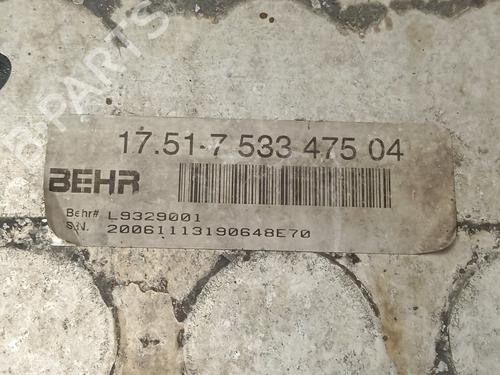 B-PARTS
17.51-7 533 475 04
BEHR
Behr# L9329001
S.N. 20061113190648E70